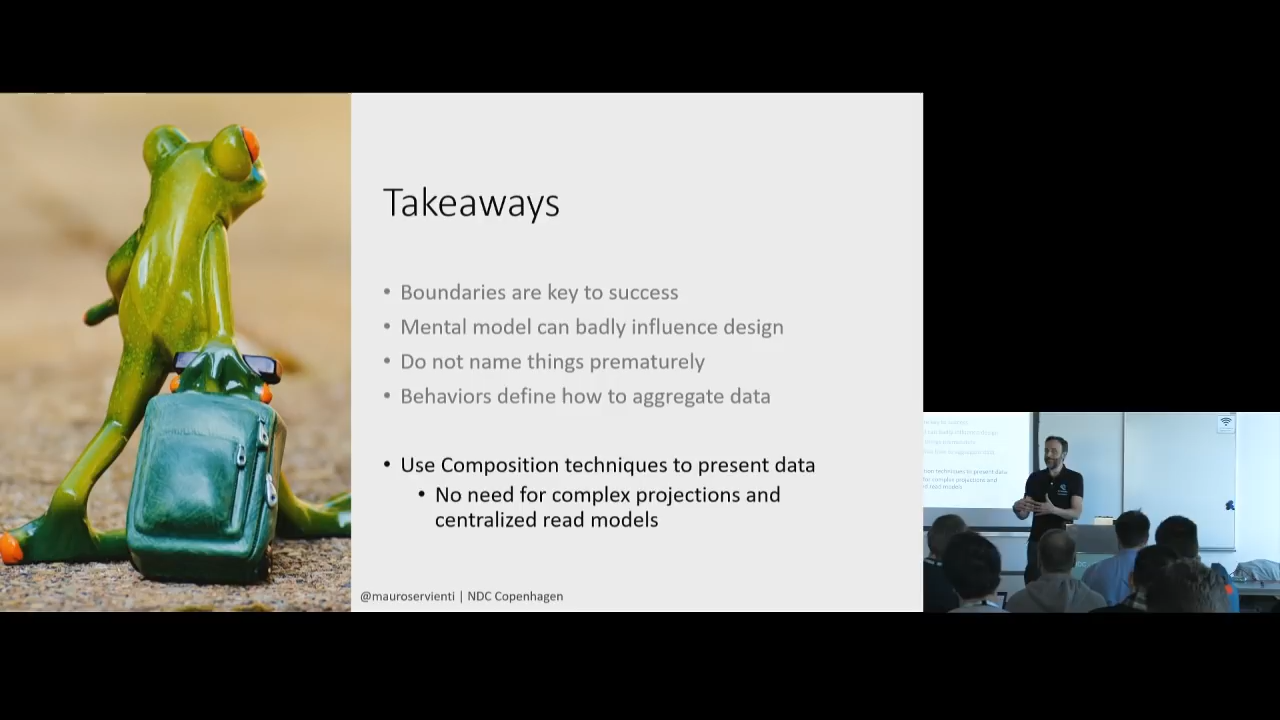 Takeaways
• Boundaries are key to success
• Mental model can badly influence design
• Do not name things prematurely
• Behaviors define how to aggregate data
• Use Composition techniques to present data
• No need for complex projections and
centralized read models
@mauroservienti | NDC Copenhagen